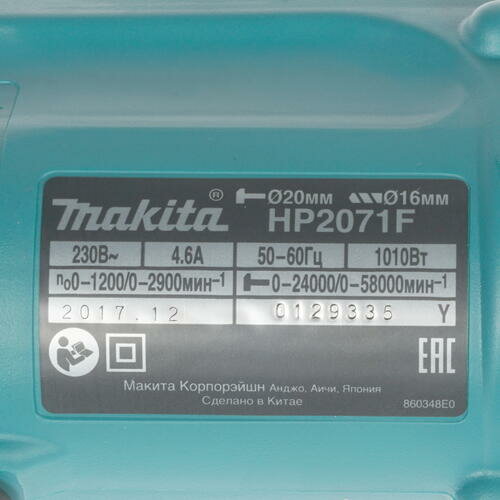 makita® Ø20мм Ø16мм
HP2071F
230В~ 4.6А 50-60Гц 1010Вт
n₀0-1200/0-2900мин⁻¹ 0-24000/0-58000мин⁻¹
2017.12 0129335 Y
EAC
Макита Корпорэйшн Анджо, Аичи, Япония
Сделано в Китае 860348E0